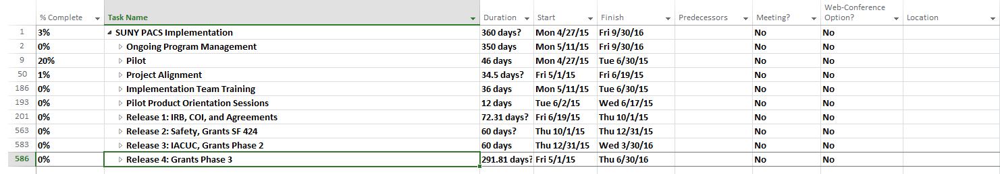 % Complete Task Name Duration Start Finish Predecessors Meeting? Web-Conference Option? Location
1 3% SUNY PACS Implementation 360 days? Mon 4/27/15 Fri 9/30/16 No No
2 0% Ongoing Program Management 350 days Mon 5/11/15 Fri 9/30/16 No No
9 20% Pilot 46 days Mon 4/27/15 Tue 6/30/15 No No
50 1% Project Alignment 34.5 days? Fri 5/1/15 Fri 6/19/15 No No
186 0% Implementation Team Training 36 days Mon 5/11/15 Tue 6/30/15 No No
193 0% Pilot Product Orientation Sessions 12 days Tue 6/2/15 Wed 6/17/15 No No
201 0% Release 1: IRB, COI, and Agreements 72.31 days? Fri 6/19/15 Thu 10/1/15 No No
563 0% Release 2: Safety, Grants SF 424 60 days? Thu 10/1/15 Thu 12/31/15 No No
583 0% Release 3: IACUC, Grants Phase 2 60 days Thu 12/31/15 Wed 3/30/16 No No
586 0% Release 4: Grants Phase 3 291.81 days? Fri 5/1/15 Thu 6/30/16 No No